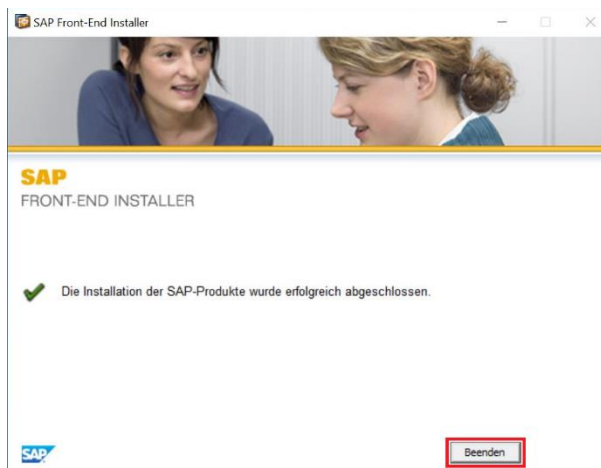 SAP Front-End Installer
SAP
FRONT-END INSTALLER
Die Installation der SAP-Produkte wurde erfolgreich abgeschlossen.
SAP
Beenden